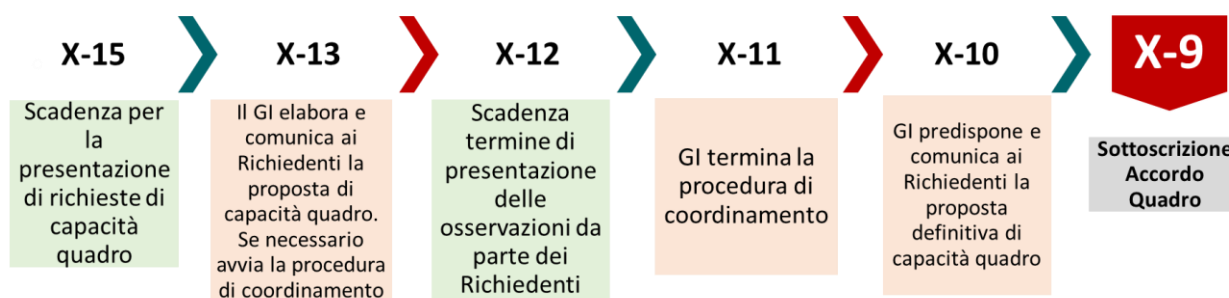 X-15
Scadenza per
la
presentazione
di richieste di
capacità
quadro
X-13
Il GI elabora e
comunica ai
Richiedenti la
proposta di
capacità quadro.
Se necessario
avvia la procedura
di coordinamento
X-12
Scadenza
termine di
presentazione
delle
osservazioni da
parte dei
Richiedenti
X-11
GI termina la
procedura di
coordinamento
X-10
GI predispone e
comunica ai
Richiedenti la
proposta
definitiva di
capacità quadro
X-9
Sottoscrizione
Accordo
Quadro